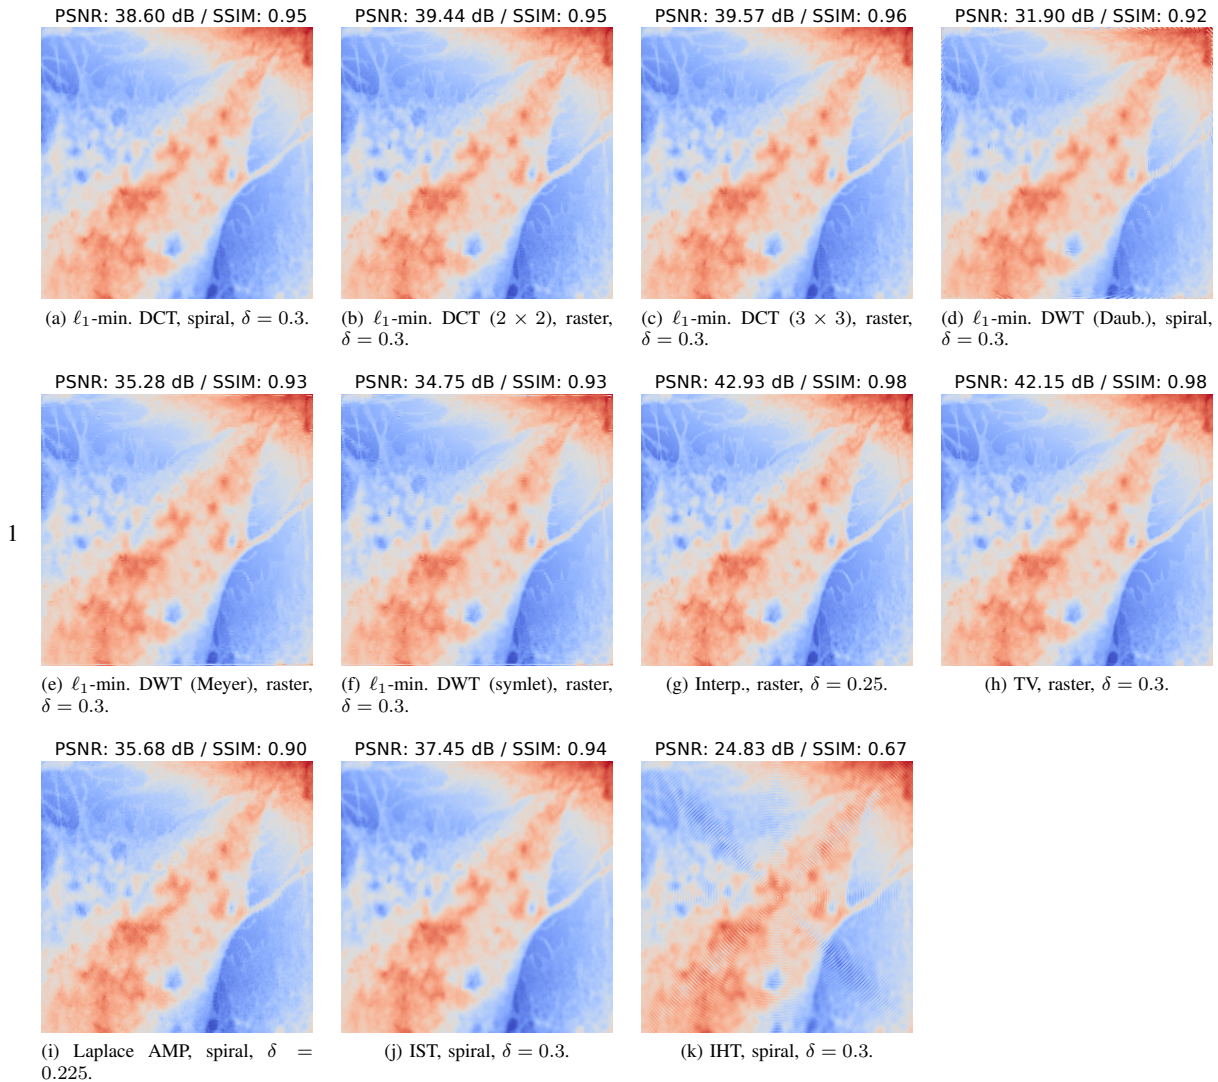 PSNR: 38.60 dB / SSIM: 0.95
PSNR: 39.44 dB / SSIM: 0.95
PSNR: 39.57 dB / SSIM: 0.96
PSNR: 31.90 dB / SSIM: 0.92
(a) ℓ1-min. DCT, spiral, δ = 0.3.
(b) ℓ1-min. DCT (2 × 2), raster,
δ = 0.3.
(c) ℓ1-min. DCT (3 × 3), raster,
δ = 0.3.
(d) ℓ1-min. DWT (Daub.), spiral,
δ = 0.3.
PSNR: 35.28 dB / SSIM: 0.93
PSNR: 34.75 dB / SSIM: 0.93
PSNR: 42.93 dB / SSIM: 0.98
PSNR: 42.15 dB / SSIM: 0.98
1
(e) ℓ1-min. DWT (Meyer), raster,
δ = 0.3.
(f) ℓ1-min. DWT (symlet), raster,
δ = 0.3.
(g) Interp., raster, δ = 0.25.
(h) TV, raster, δ = 0.3.
PSNR: 35.68 dB / SSIM: 0.90
PSNR: 37.45 dB / SSIM: 0.94
PSNR: 24.83 dB / SSIM: 0.67
(i) Laplace AMP, spiral, δ =
0.225.
(j) IST, spiral, δ = 0.3.
(k) IHT, spiral, δ = 0.3.